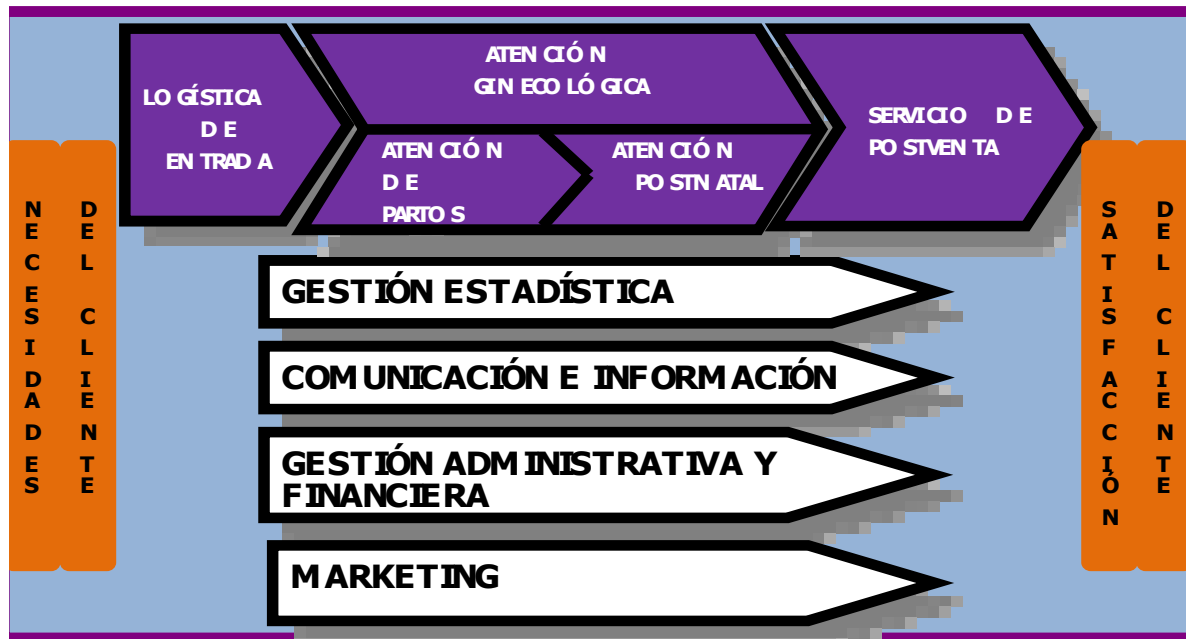 NECESIDADES
DEL CLIENTE
LOGÍSTICA
DE
ENTRADA
ATENCIÓN
GINECOLÓGICA
ATENCIÓN
DE
PARTOS
ATENCIÓN
POSTNATAL
SERVICIO DE
POSTVENTA
GESTIÓN ESTADÍSTICA
COMUNICACIÓN E INFORMACIÓN
GESTIÓN ADMINISTRATIVA Y
FINANCIERA
MARKETING
SATISFACCIÓN
DEL CLIENTE